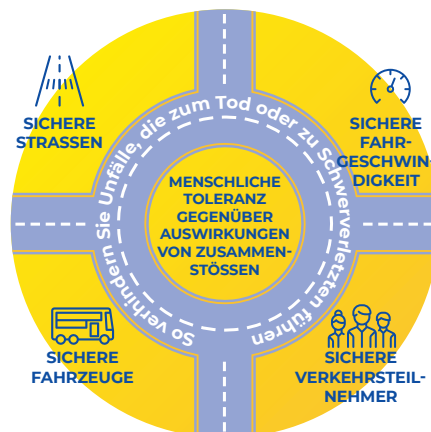 SICHERE
STRASSEN
SICHERE
FAHR-
GESCHWIN-
DIGKEIT
So verhindern Sie Unfälle, die zum Tod oder zu Schwerverletzten führen
MENSCHLICHE
TOLERANZ
GEGENÜBER
AUSWIRKUNGEN
VON ZUSAMMEN-
STÖSSEN
SICHERE
FAHRZEUGE
SICHERE
VERKEHRSTEIL-
NEHMER